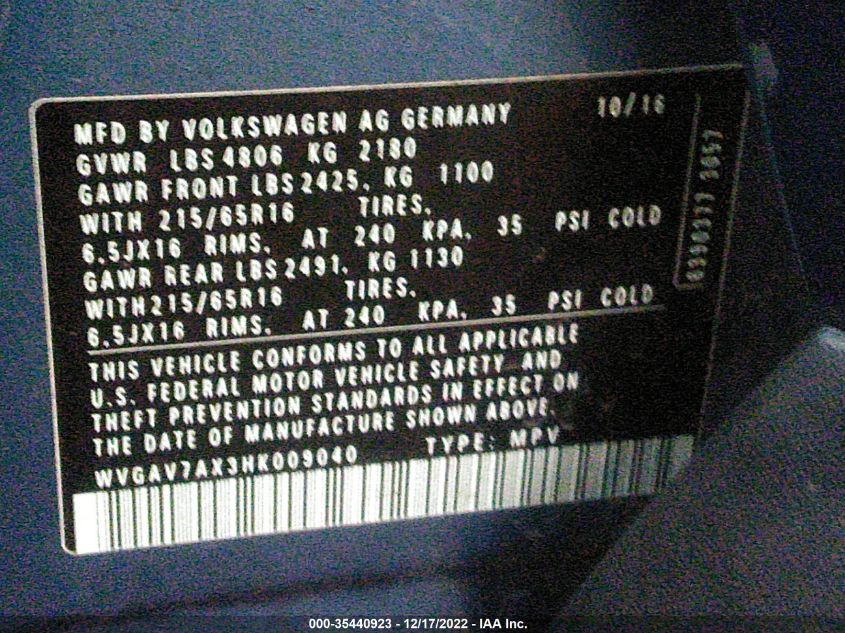 MFD BY VOLKSWAGEN AG GERMANY 10/16
GVWR LBS 4806 KG 2180
GAWR FRONT LBS 2425, KG 1100
WITH 215/65R16 TIRES,
6.5JX16 RIMS, AT 240 KPA, 35 PSI COLD
GAWR REAR LBS 2491, KG 1130
WITH 215/65R16 TIRES,
6.5JX16 RIMS, AT 240 KPA, 35 PSI COLD
THIS VEHICLE CONFORMS TO ALL APPLICABLE
U.S. FEDERAL MOTOR VEHICLE SAFETY AND
THEFT PREVENTION STANDARDS IN EFFECT ON
THE DATE OF MANUFACTURE SHOWN ABOVE.
WVGAV7AX3HK009040 TYPE: MPV
000-35440923 - 12/17/2022 - IAA Inc.